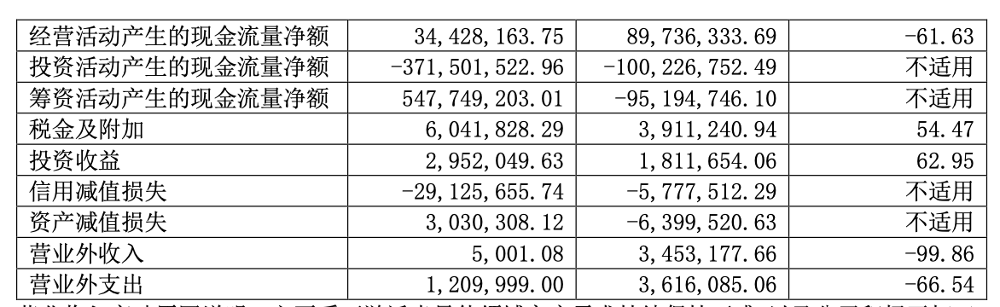 经营活动产生的现金流量净额 34,428,163.75 89,736,333.69 -61.63
投资活动产生的现金流量净额 -371,501,522.96 -100,226,752.49 不适用
筹资活动产生的现金流量净额 547,749,203.01 -95,194,746.10 不适用
税金及附加 6,041,828.29 3,911,240.94 54.47
投资收益 2,952,049.63 1,811,654.06 62.95
信用减值损失 -29,125,655.74 -5,777,512.29 不适用
资产减值损失 3,030,308.12 -6,399,520.63 不适用
营业外收入 5,001.08 3,453,177.66 -99.86
营业外支出 1,209,999.00 3,616,085.06 -66.54